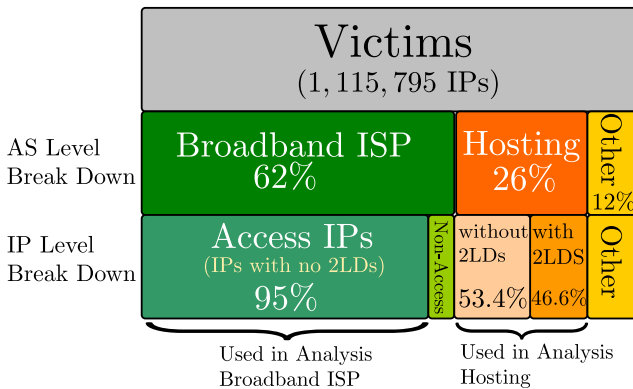 Victims
(1, 115, 795 IPs)
AS Level
Break Down
Broadband ISP
62%
Hosting
26%
Other
12%
IP Level
Break Down
Access IPs
(IPs with no 2LDs)
95%
Non-Access
without
2LDs
53.4%
with
2LDS
46.6%
Other
Used in Analysis
Broadband ISP
Used in Analysis
Hosting